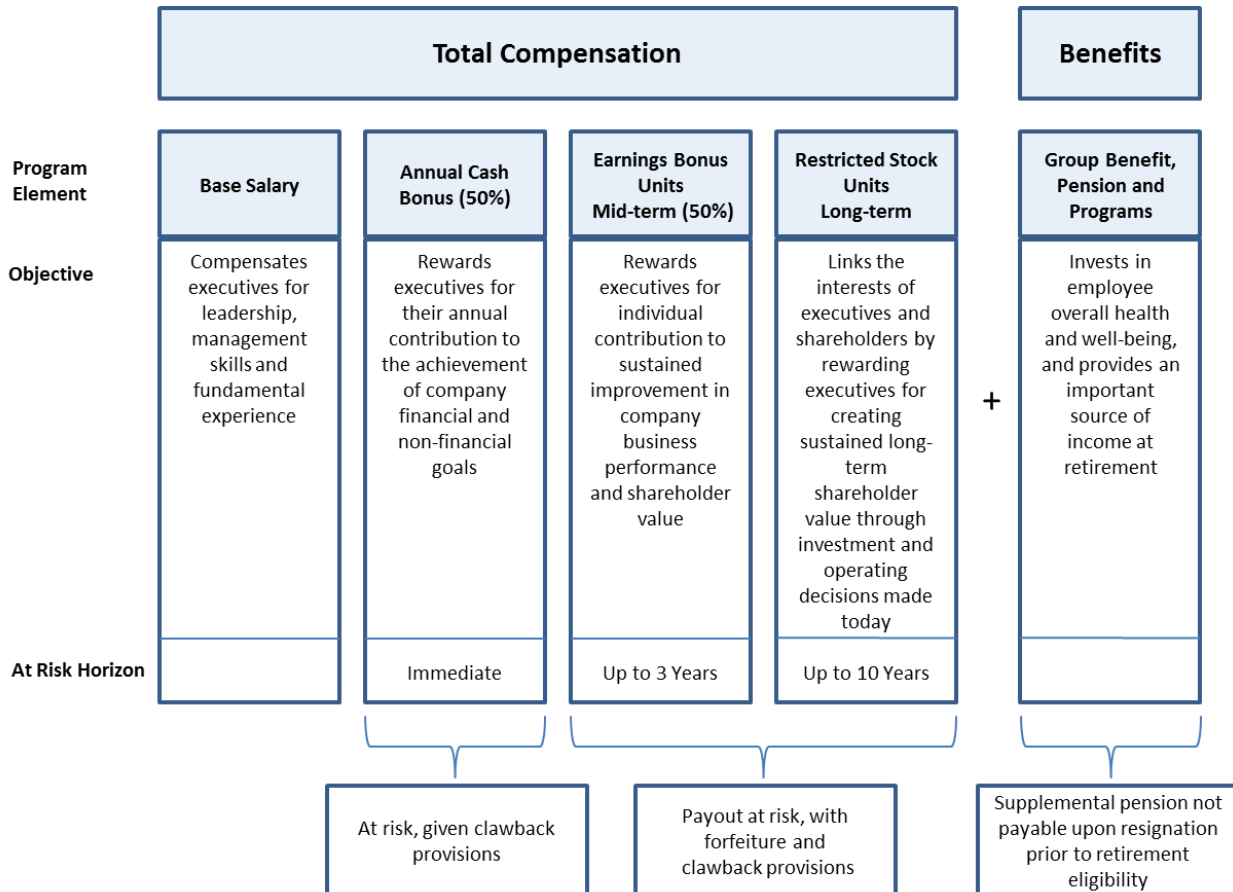 Total Compensation
Benefits
Program
Element
Base Salary
Annual Cash
Bonus (50%)
Earnings Bonus
Units
Mid-term (50%)
Restricted Stock
Units
Long-term
Group Benefit,
Pension and
Programs
Objective
Compensates
executives for
leadership,
management
skills and
fundamental
experience
Rewards
executives for
their annual
contribution to
the achievement
of company
financial and
non-financial
goals
Rewards
executives for
individual
contribution to
sustained
improvement in
company
business
performance
and shareholder
value
Links the
interests of
executives and
shareholders by
rewarding
executives for
creating
sustained long-
term
shareholder
value through
investment and
operating
decisions made
today
+
Invests in
employee
overall health
and well-being,
and provides an
important
source of
income at
retirement
At Risk Horizon
Immediate
Up to 3 Years
Up to 10 Years
At risk, given clawback
provisions
Payout at risk, with
forfeiture and
clawback provisions
Supplemental pension not
payable upon resignation
prior to retirement
eligibility